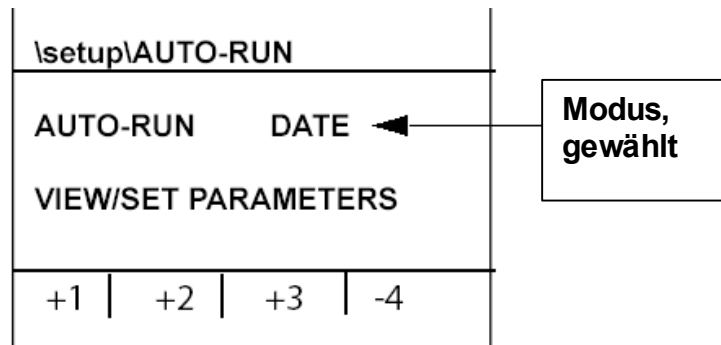 \setup\AUTO-RUN
AUTO-RUN DATE
Modus,
gewählt
VIEW/SET PARAMETERS
+1 +2 +3 -4